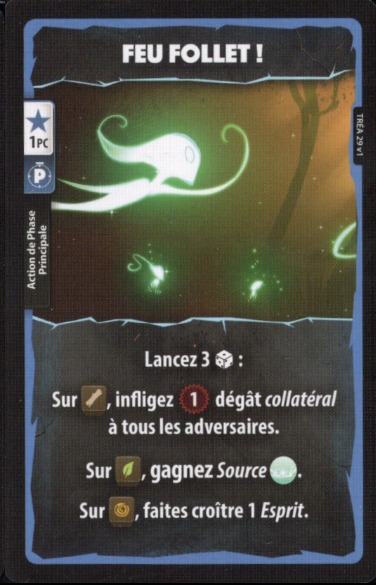 FEU FOLLET !
1PC
P
Action de Phase
Principale
TRÉA 29 v1
Lancez 3 :
Sur , infligez 1 dégât collatéral
à tous les adversaires.
Sur , gagnez Source .
Sur , faites croître 1 Esprit.